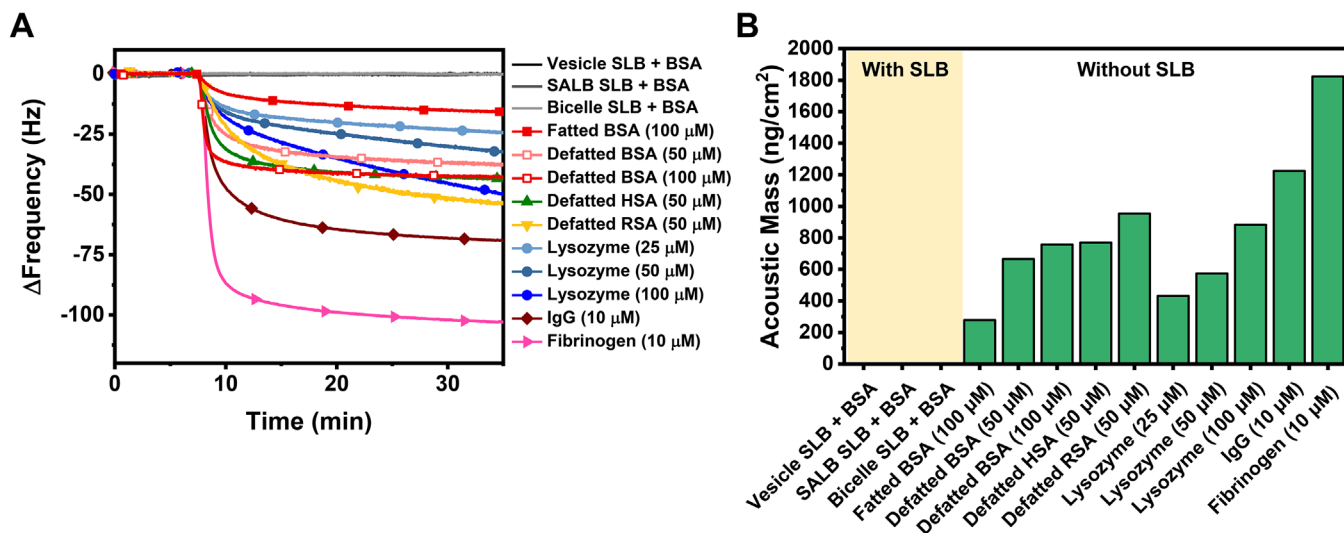 A
ΔFrequency (Hz)
0
-25
-50
-75
-100
0
10
20
30
Time (min)
Vesicle SLB + BSA
SALB SLB + BSA
Bicelle SLB + BSA
Fatted BSA (100 μM)
Defatted BSA (50 μM)
Defatted BSA (100 μM)
Defatted HSA (50 μM)
Defatted RSA (50 μM)
Lysozyme (25 μM)
Lysozyme (50 μM)
Lysozyme (100 μM)
IgG (10 μM)
Fibrinogen (10 μM)
B
Acoustic Mass (ng/cm²)
2000
1800
1600
1400
1200
1000
800
600
400
200
0
With SLB
Without SLB
Vesicle SLB + BSA
SALB SLB + BSA
Bicelle SLB + BSA
Fatted BSA (100 μM)
Defatted BSA (50 μM)
Defatted BSA (100 μM)
Defatted HSA (50 μM)
Defatted RSA (50 μM)
Lysozyme (25 μM)
Lysozyme (50 μM)
Lysozyme (100 μM)
IgG (10 μM)
Fibrinogen (10 μM)